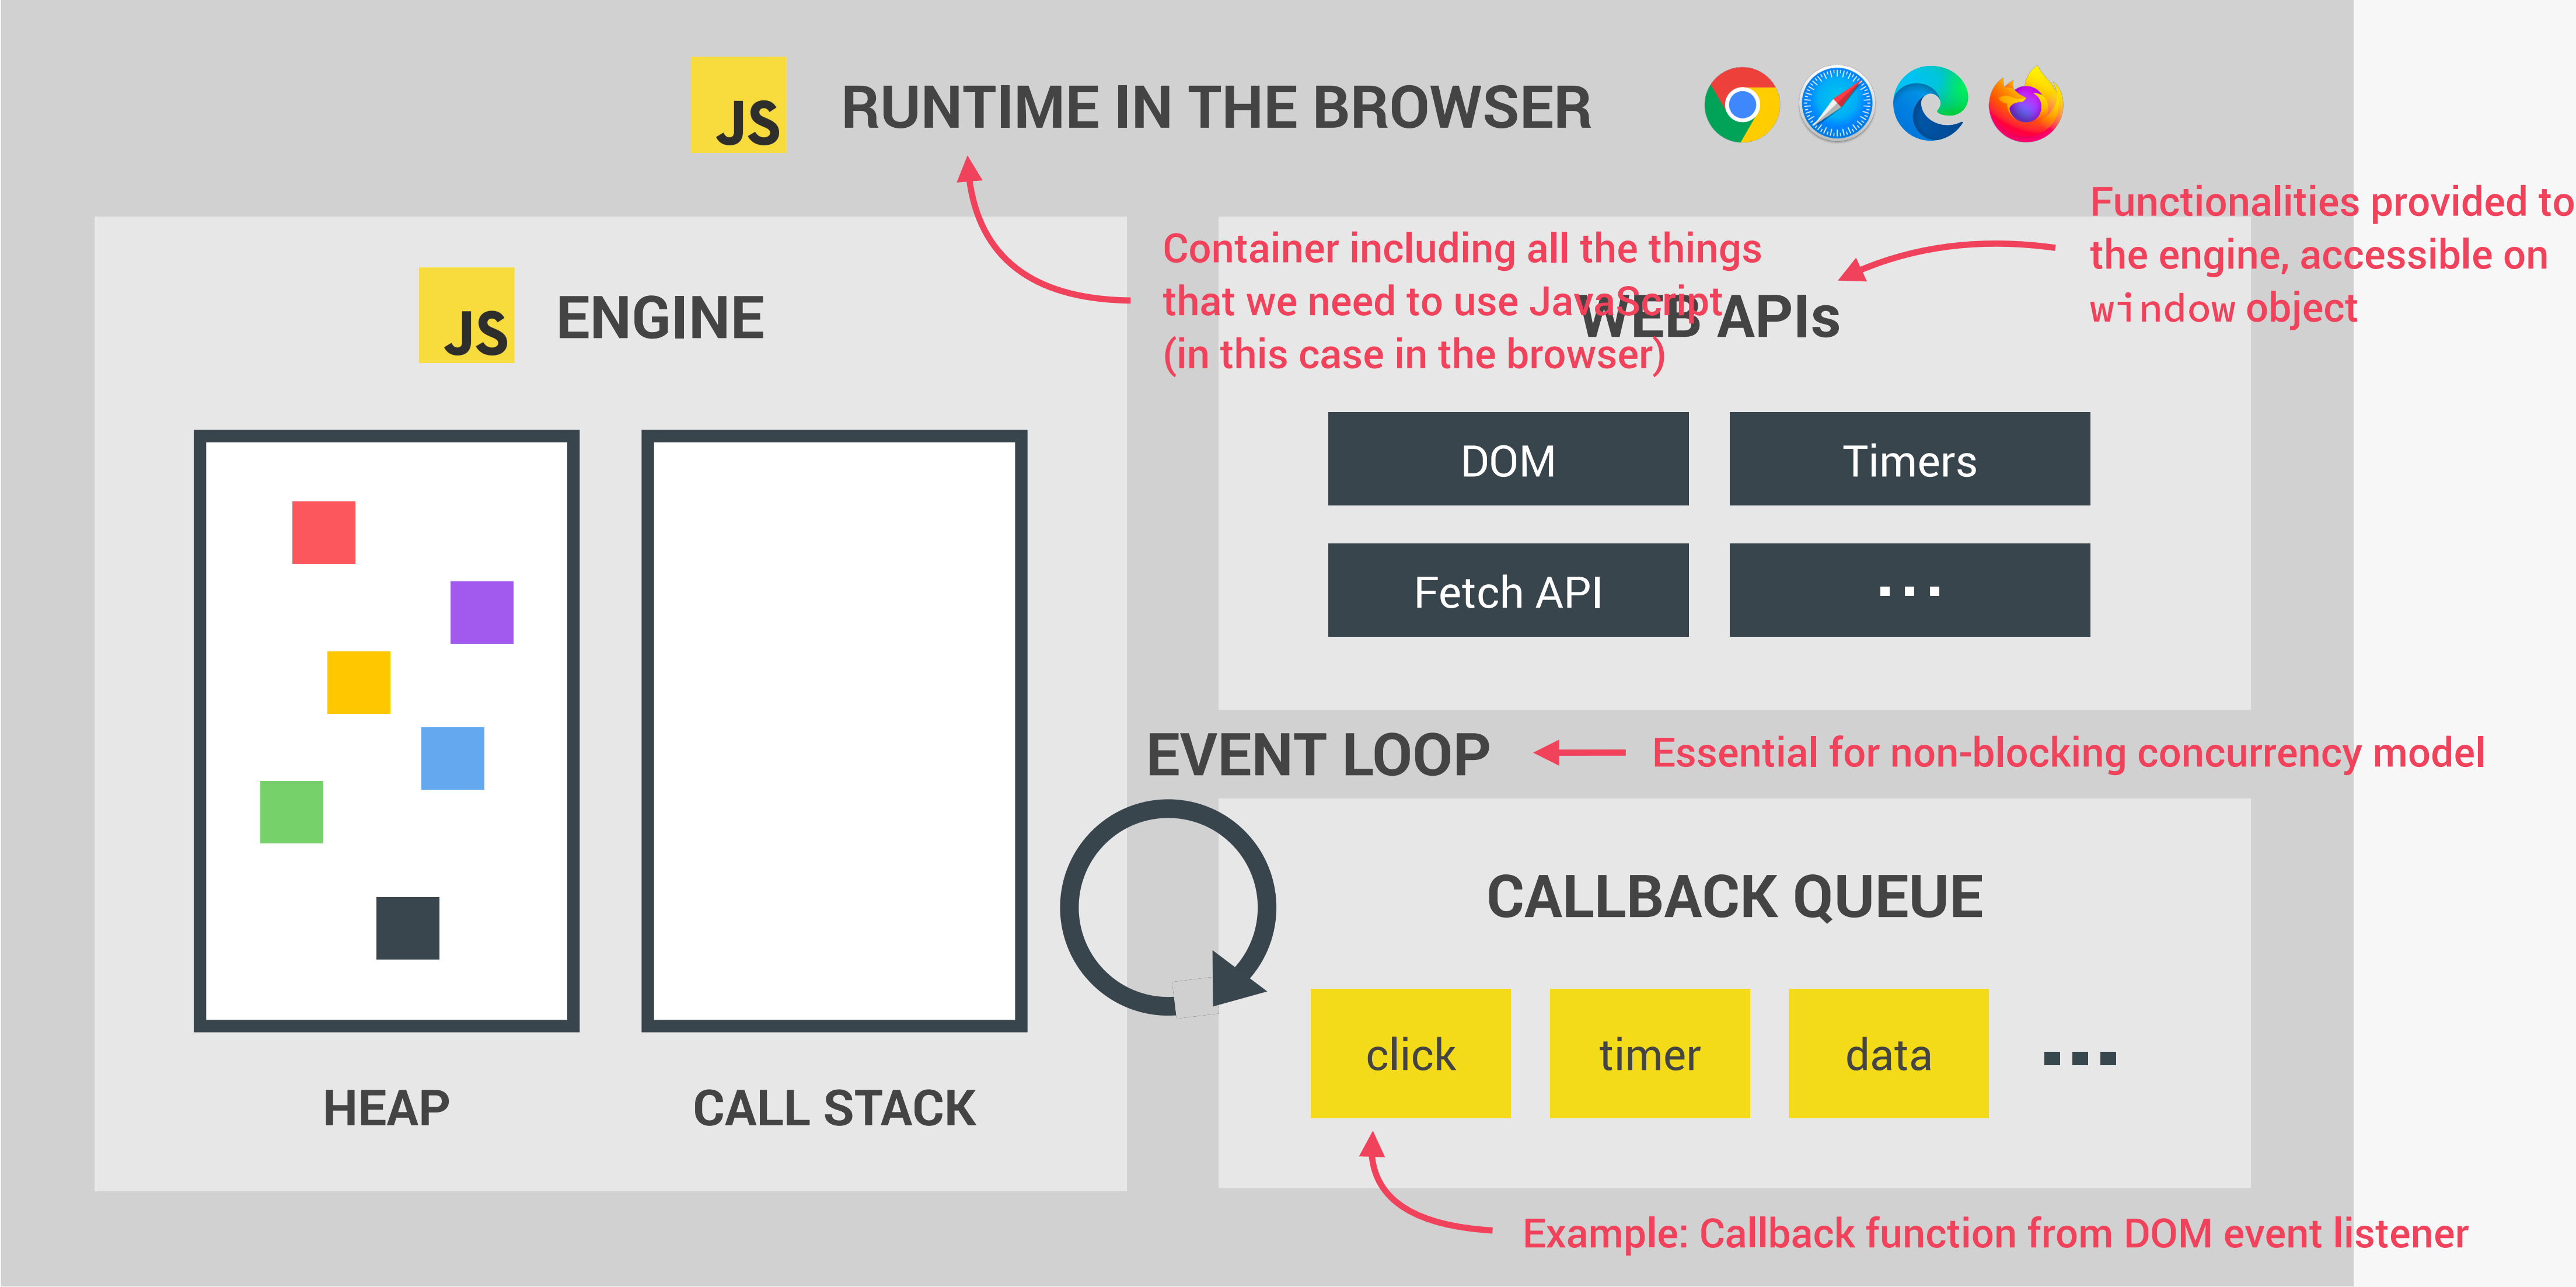 JS RUNTIME IN THE BROWSER
Container including all the things
that we need to use JavaScript
(in this case in the browser)
Functionalities provided to
the engine, accessible on
window object
JS ENGINE
HEAP
CALL STACK
WEB APIs
DOM
Timers
Fetch API
...
EVENT LOOP
Essential for non-blocking concurrency model
CALLBACK QUEUE
click
timer
data
...
Example: Callback function from DOM event listener